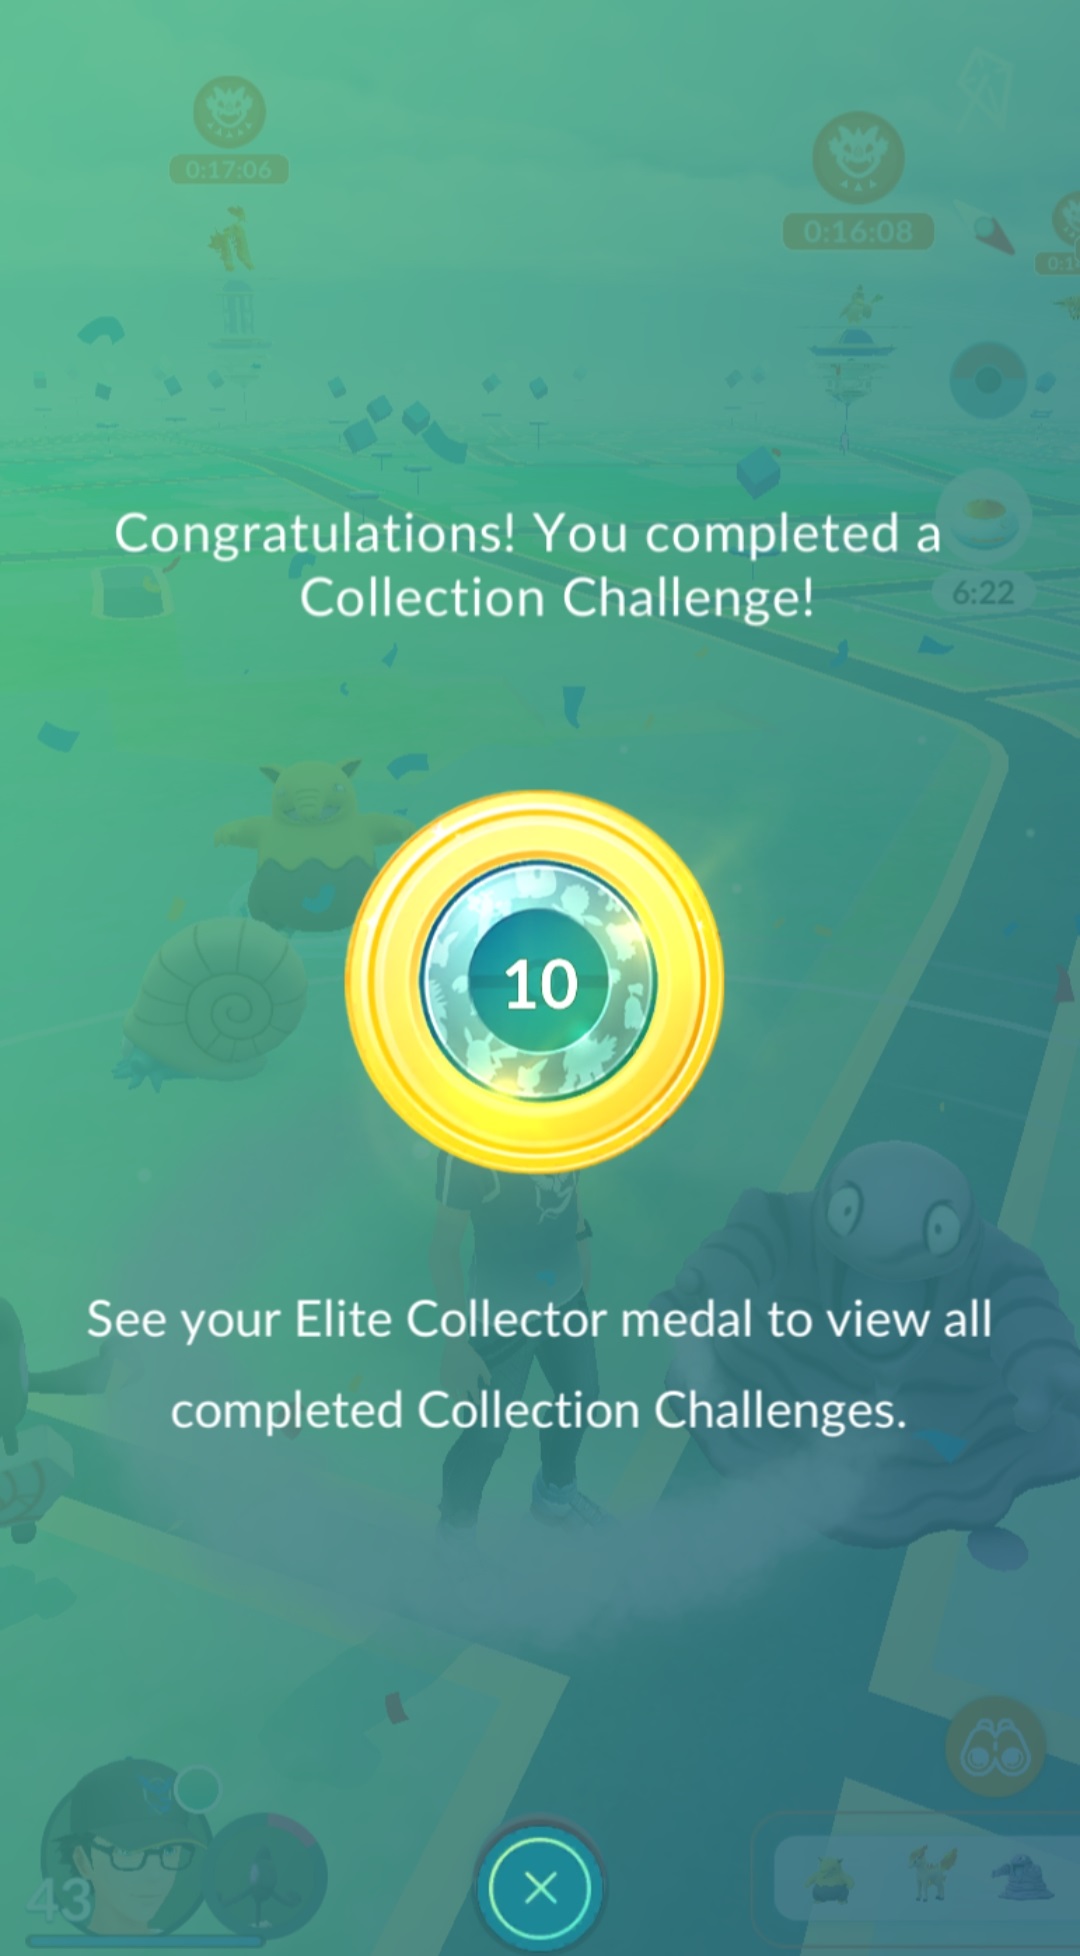 0:17:06
0:16:08
Congratulations! You completed a
Collection Challenge!
6:22
10
See your Elite Collector medal to view all
completed Collection Challenges.
43